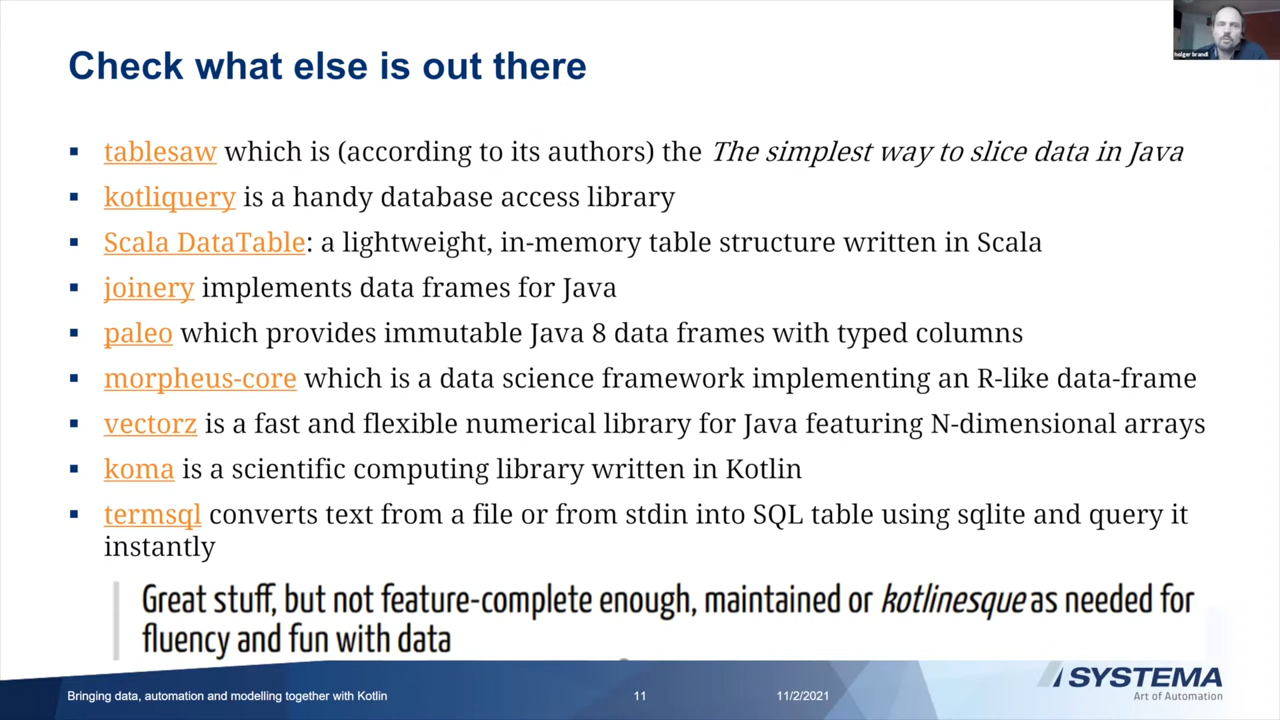 holger brandl
Check what else is out there
▪ tablesaw which is (according to its authors) the The simplest way to slice data in Java
▪ kotliquery is a handy database access library
▪ Scala DataTable: a lightweight, in-memory table structure written in Scala
▪ joinery implements data frames for Java
▪ paleo which provides immutable Java 8 data frames with typed columns
▪ morpheus-core which is a data science framework implementing an R-like data-frame
▪ vectorz is a fast and flexible numerical library for Java featuring N-dimensional arrays
▪ koma is a scientific computing library written in Kotlin
▪ termsql converts text from a file or from stdin into SQL table using sqlite and query it
instantly
Great stuff, but not feature-complete enough, maintained or kotlinesque as needed for
fluency and fun with data
Bringing data, automation and modelling together with Kotlin
11
11/2/2021
SYSTEMA
Art of Automation